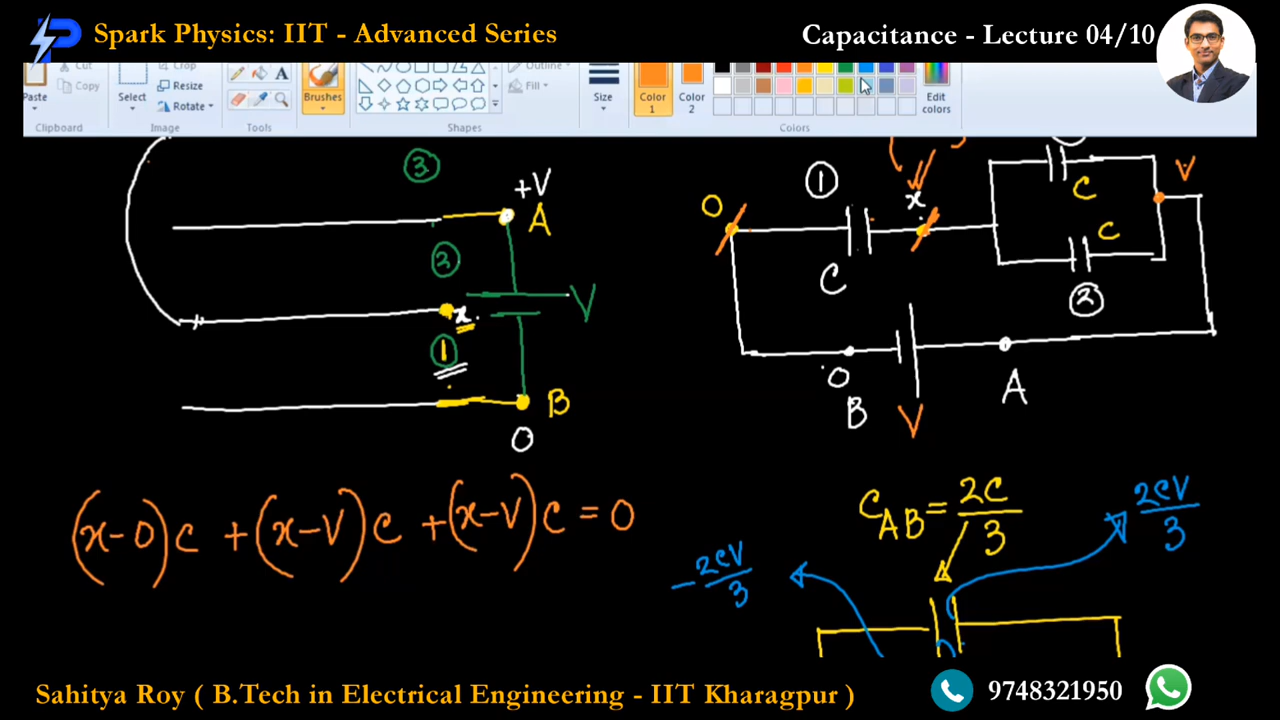 Spark Physics: IIT - Advanced Series
Capacitance - Lecture 04/10
Paste
Cut
Copy
Select
Crop
Resize
Rotate
A
Brushes
Outline
Fill
Size
Color
1
Color
2
Edit
colors
Clipboard
Image
Tools
Shapes
Colors
3
+V
A
2
V
x
1
B
0
0
1
x
V
C
C
C
2
0
B
V
A
(x-0)C + (x-V)C + (x-V)C = 0
C_AB = 2C/3
2CV/3
-2CV/3
Sahitya Roy ( B.Tech in Electrical Engineering - IIT Kharagpur )
9748321950